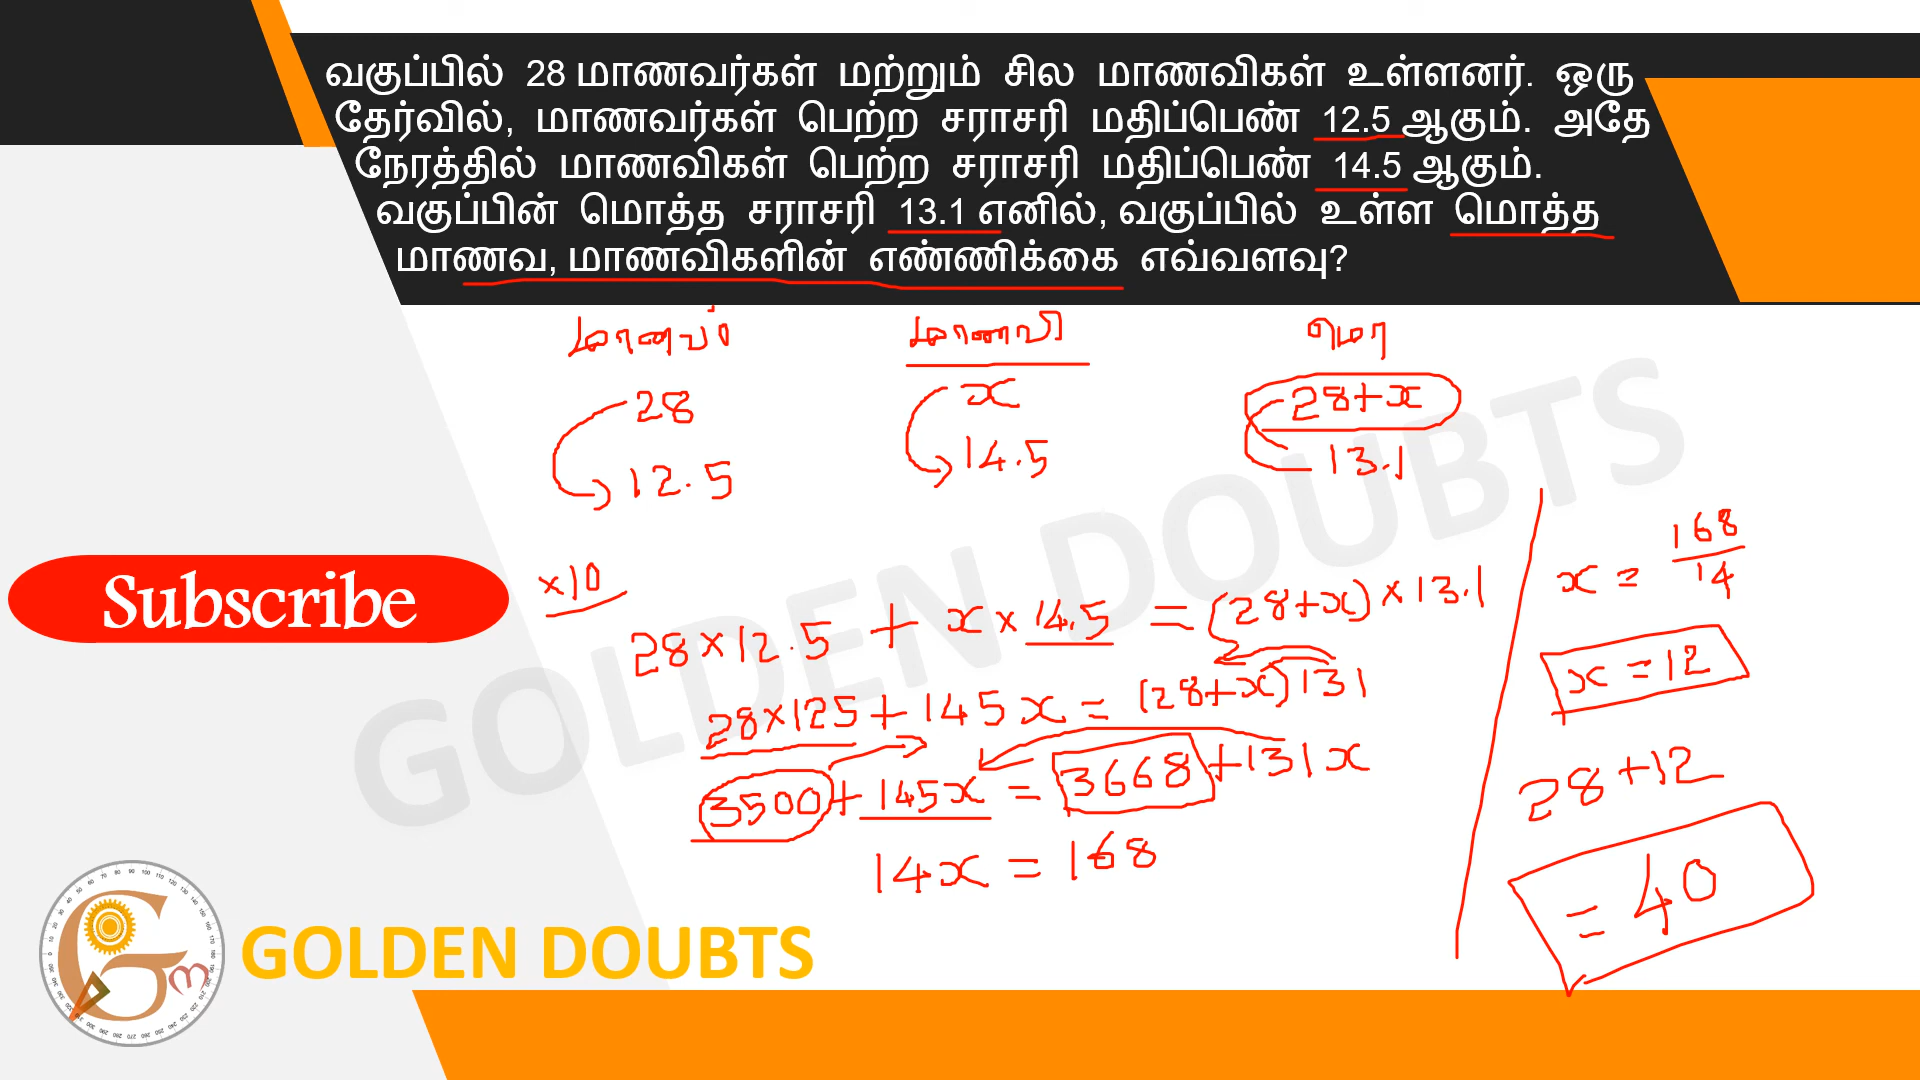 வகுப்பில் 28 மாணவர்கள் மற்றும் சில மாணவிகள் உள்ளனர். ஒரு
தேர்வில், மாணவர்கள் பெற்ற சராசரி மதிப்பெண் 12.5 ஆகும். அதே
நேரத்தில் மாணவிகள் பெற்ற சராசரி மதிப்பெண் 14.5 ஆகும்.
வகுப்பின் மொத்த சராசரி 13.1 எனில், வகுப்பில் உள்ள மொத்த
மாணவ, மாணவிகளின் எண்ணிக்கை எவ்வளவு?
மாணவர் மாணவி
28 x 28+x
12.5 14.5 13.1
×10
28×12.5 + x×14.5 = (28+x)×13.1
28×125+145x = (28+x)131
3500+145x = 3668+131x
14x = 168
x = 168/14
x = 12
28+12
= 40
Subscribe
GOLDEN DOUBTS
GOLDEN DOUBTS